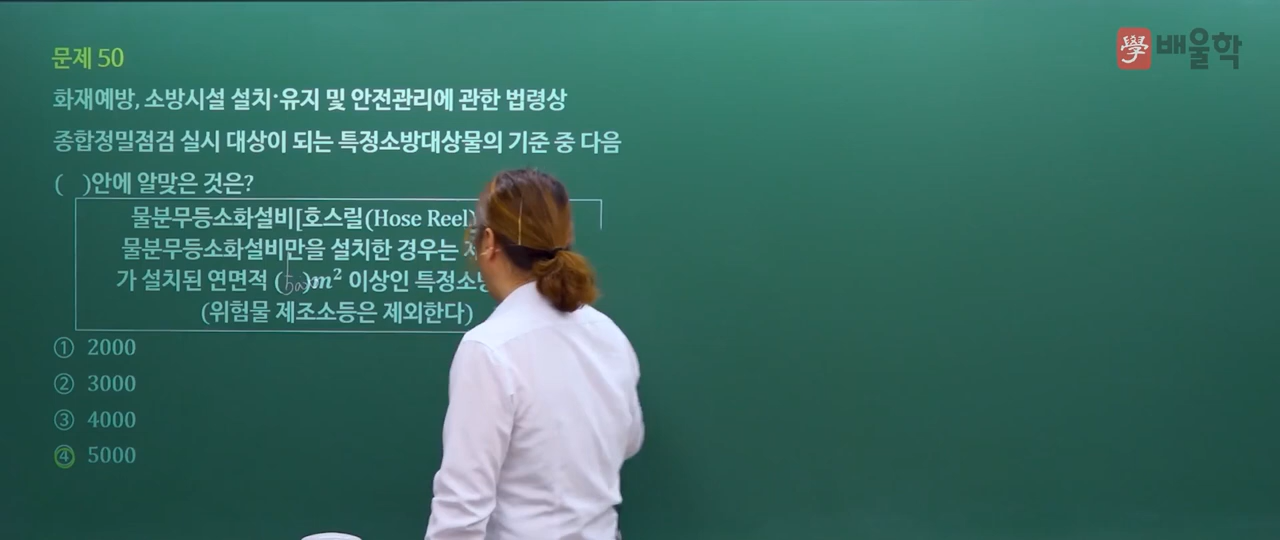 學 배울학
문제 50
화재예방, 소방시설 설치·유지 및 안전관리에 관한 법령상
종합정밀점검 실시 대상이 되는 특정소방대상물의 기준 중 다음
( )안에 알맞은 것은?
물분무등소화설비[호스릴(Hose Reel)
물분무등소화설비만을 설치한 경우는
가 설치된 연면적 ( )m² 이상인 특정소방
(위험물 제조소등은 제외한다)
① 2000
② 3000
③ 4000
④ 5000